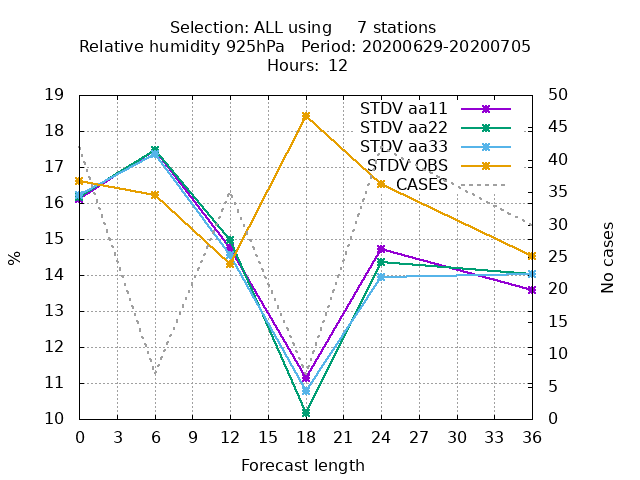 Selection: ALL using     7 stations
Relative humidity 925hPa   Period: 20200629-20200705
Hours: 12
STDV aa11
STDV aa22
STDV aa33
STDV OBS
CASES
19
18
17
16
15
14
13
12
11
10
%
50
45
40
35
30
25
20
15
10
5
0
No cases
0 3 6 9 12 15 18 21 24 27 30 33 36
Forecast length